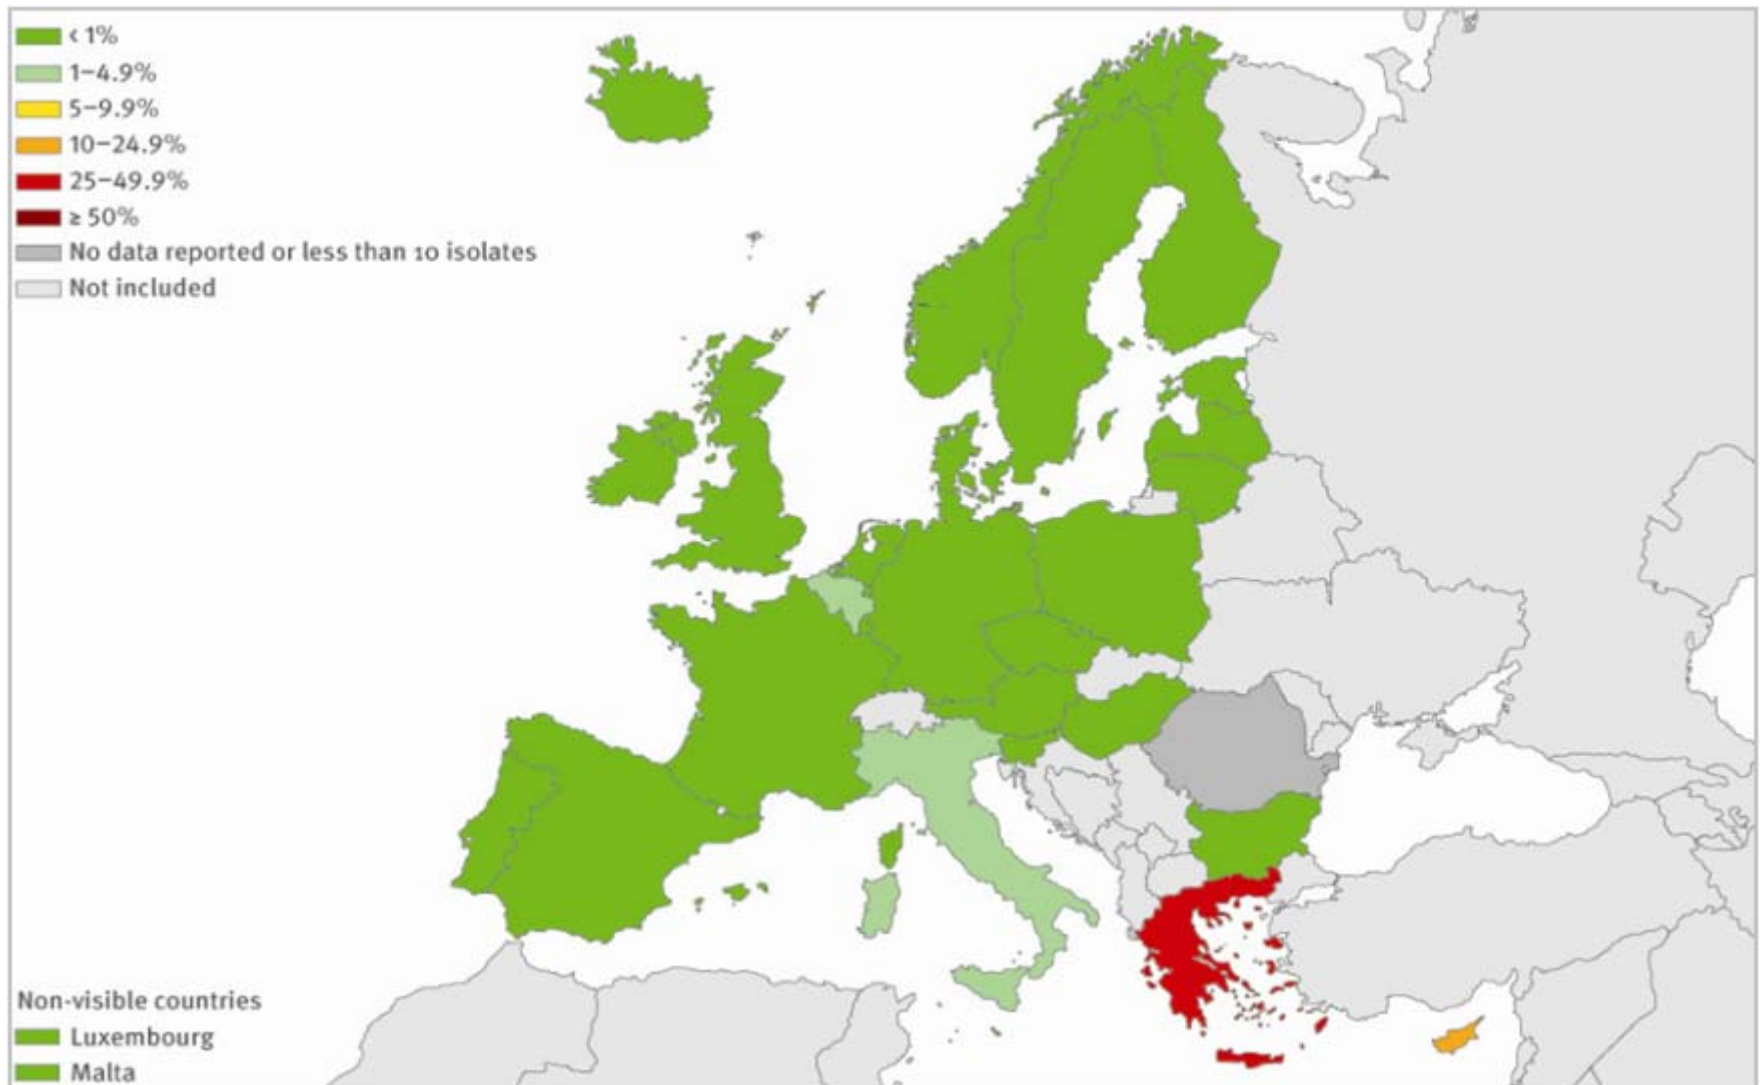 < 1%
1–4.9%
5–9.9%
10–24.9%
25–49.9%
≥ 50%
No data reported or less than 10 isolates
Not included
Non-visible countries
Luxembourg
Malta